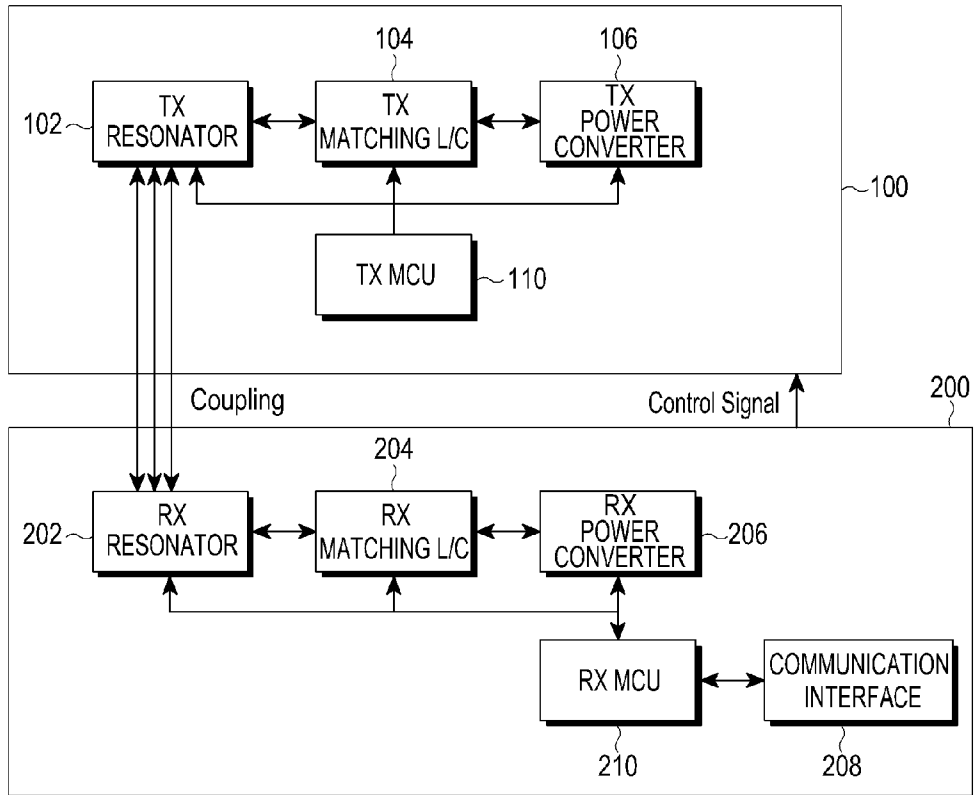 104
106
TX
RESONATOR
TX
MATCHING L/C
TX
POWER
CONVERTER
102
100
TX MCU
110
Coupling
Control Signal
200
204
RX
RESONATOR
RX
MATCHING L/C
RX
POWER
CONVERTER
202
206
RX MCU
COMMUNICATION
INTERFACE
210
208